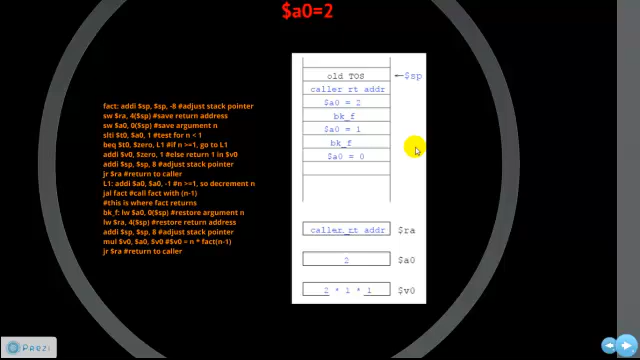 $a0=2
fact: addi $sp, $sp, -8 #adjust stack pointer
sw $ra, 4($sp) #save return address
sw $a0, 0($sp) #save argument n
slti $t0, $a0, 1 #test for n < 1
beq $t0, $zero, L1 #if n >=1, go to L1
addi $v0, $zero, 1 #else return 1 in $v0
addi $sp, $sp, 8 #adjust stack pointer
jr $ra #return to caller
L1: addi $a0, $a0, -1 #n>=1, so decrement n
jal fact #call fact with (n-1)
#this is where fact returns
bk_f: lw $a0, 0($sp) #restore argument n
lw $ra, 4($sp) #restore return address
addi $sp, $sp, 8 #adjust stack pointer
mul $v0, $a0, $v0 #$v0 = n * fact(n-1)
jr $ra #return to caller
old TOS ←$sp
caller rt addr
$a0 = 2
bk_f
$a0 = 1
bk_f
$a0 = 0
caller rt addr $ra
2 $a0
2 * 1 * 1 $v0
Prezi